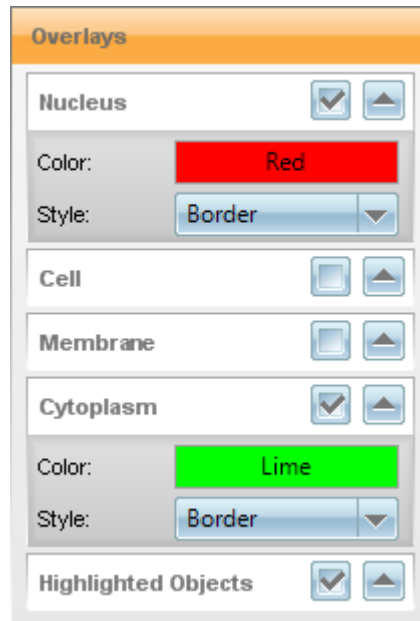 Overlays
Nucleus
Color: Red
Style: Border
Cell
Membrane
Cytoplasm
Color: Lime
Style: Border
Highlighted Objects